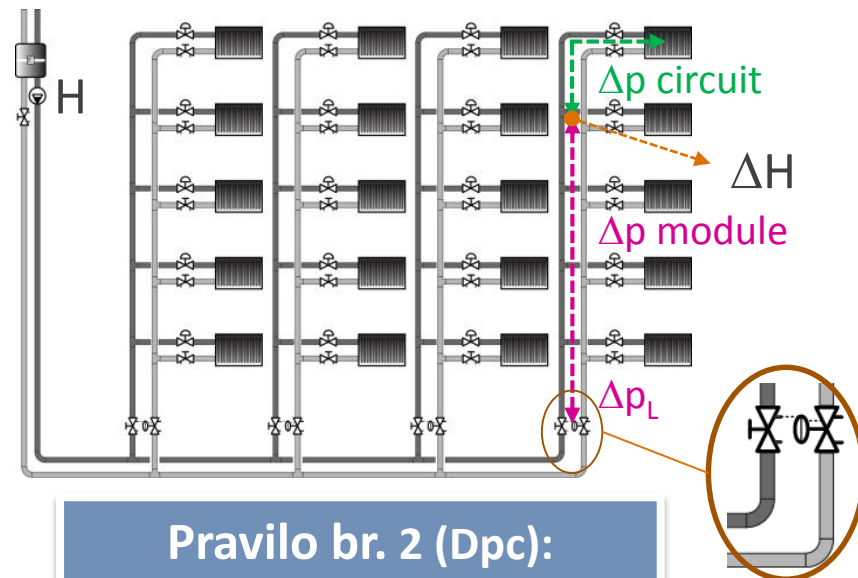 H
Δp circuit
ΔH
Δp module
Δp_L
Pravilo br. 2 (Dpc):